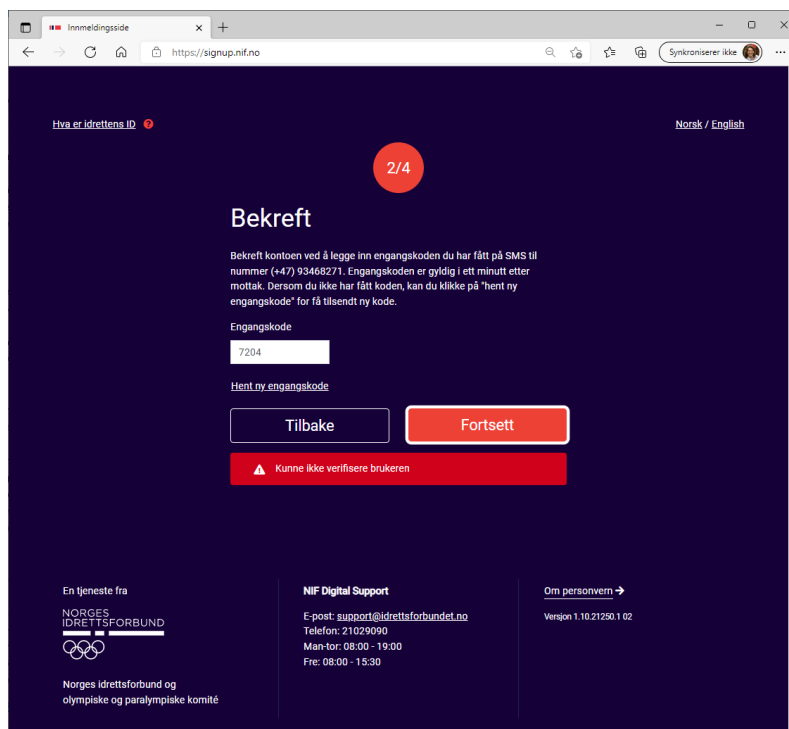 Innmeldingsside
https://signup.nif.no
Synkroniserer ikke
Hva er idrettens ID ?
Norsk / English
2/4
Bekreft
Bekreft kontoen ved å legge inn engangskoden du har fått på SMS til
nummer (+47) 93468271. Engangskoden er gyldig i ett minutt etter
mottak. Dersom du ikke har fått koden, kan du klikke på "hent ny
engangskode" for få tilsendt ny kode.
Engangskode
7204
Hent ny engangskode
Tilbake
Fortsett
Kunne ikke verifisere brukeren
En tjeneste fra
NORGES
IDRETTSFORBUND
Norges idrettsforbund og
olympiske og paralympiske komité
NIF Digital Support
E-post: support@idrettsforbundet.no
Telefon: 21029090
Man-tor: 08:00 - 19:00
Fre: 08:00 - 15:30
Om personvern →
Versjon 1.10.21250.1 02